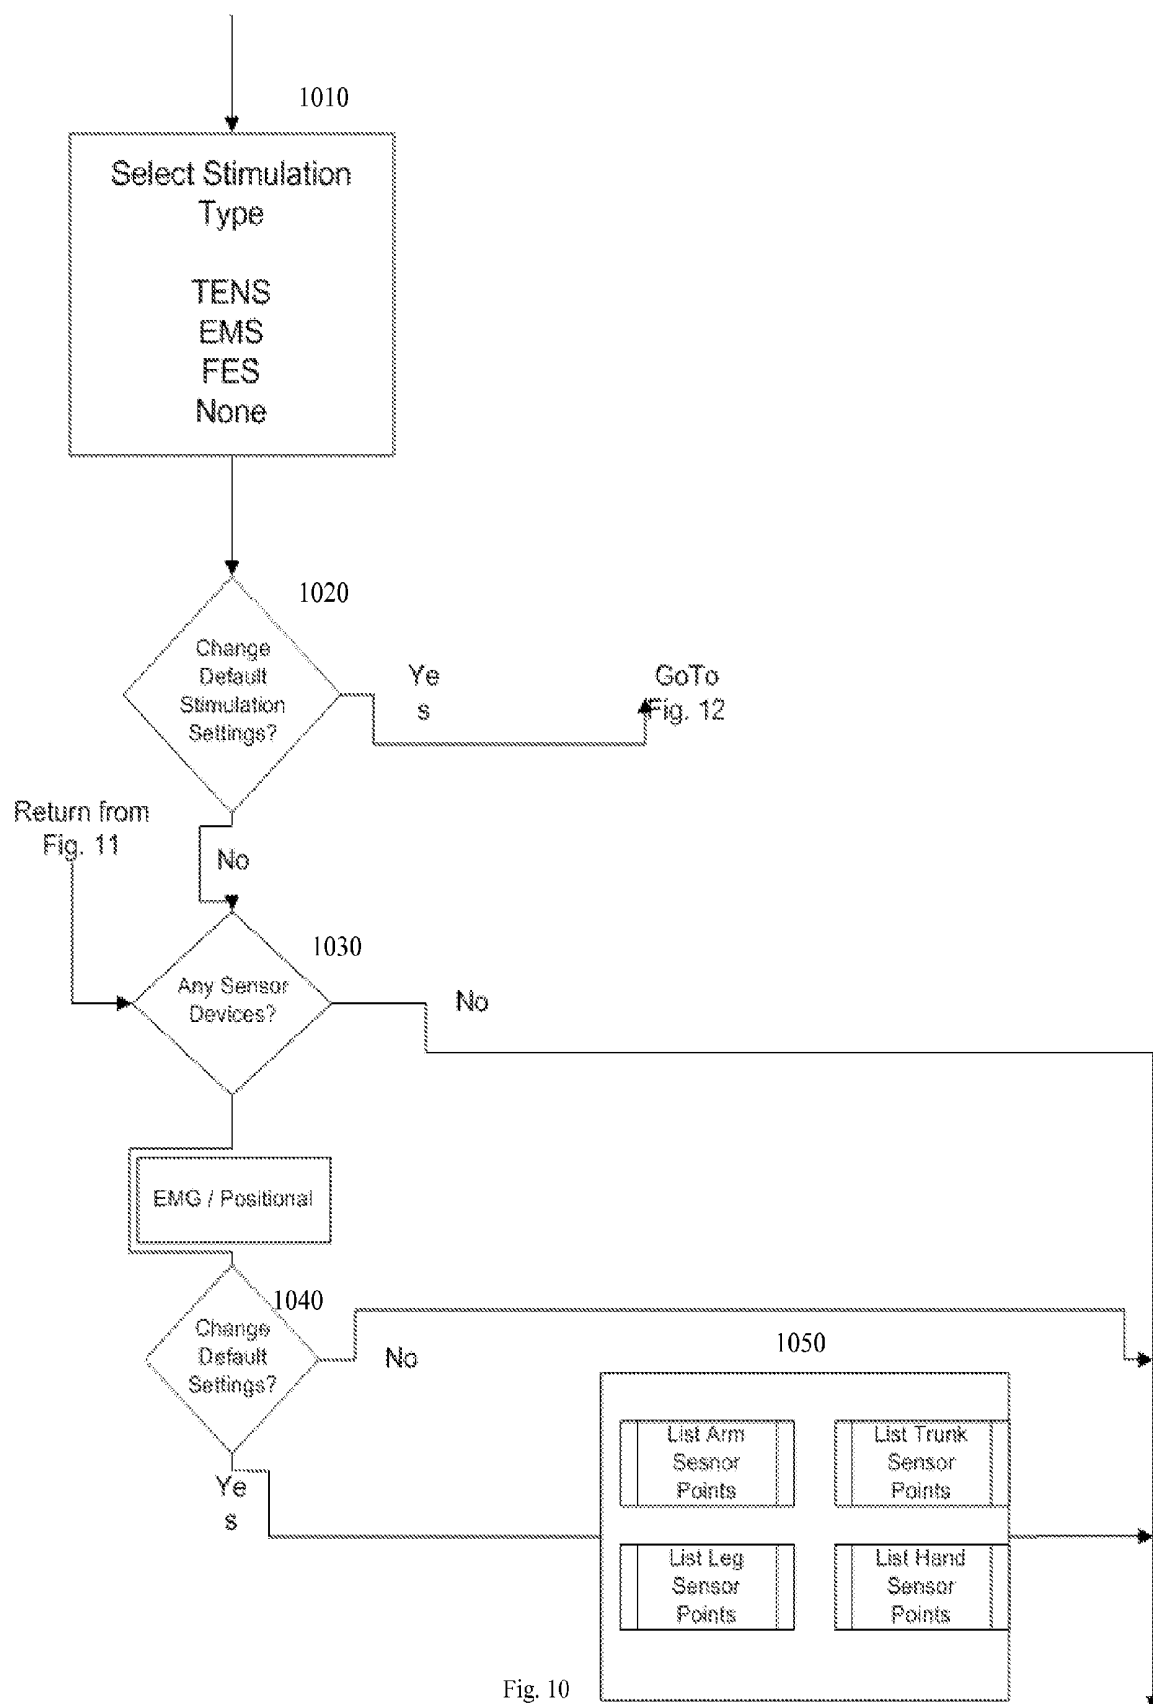 1010
Select Stimulation
Type
TENS
EMS
FES
None
1020
Change
Default
Stimulation
Settings?
Ye
s
GoTo
Fig. 12
Return from
Fig. 11
No
1030
Any Sensor
Devices?
No
EMG / Positional
1040
Change
Default
Settings?
No
Ye
s
1050
List Arm
Sesnor
Points
List Trunk
Sensor
Points
List Leg
Sensor
Points
List Hand
Sensor
Points
Fig. 10